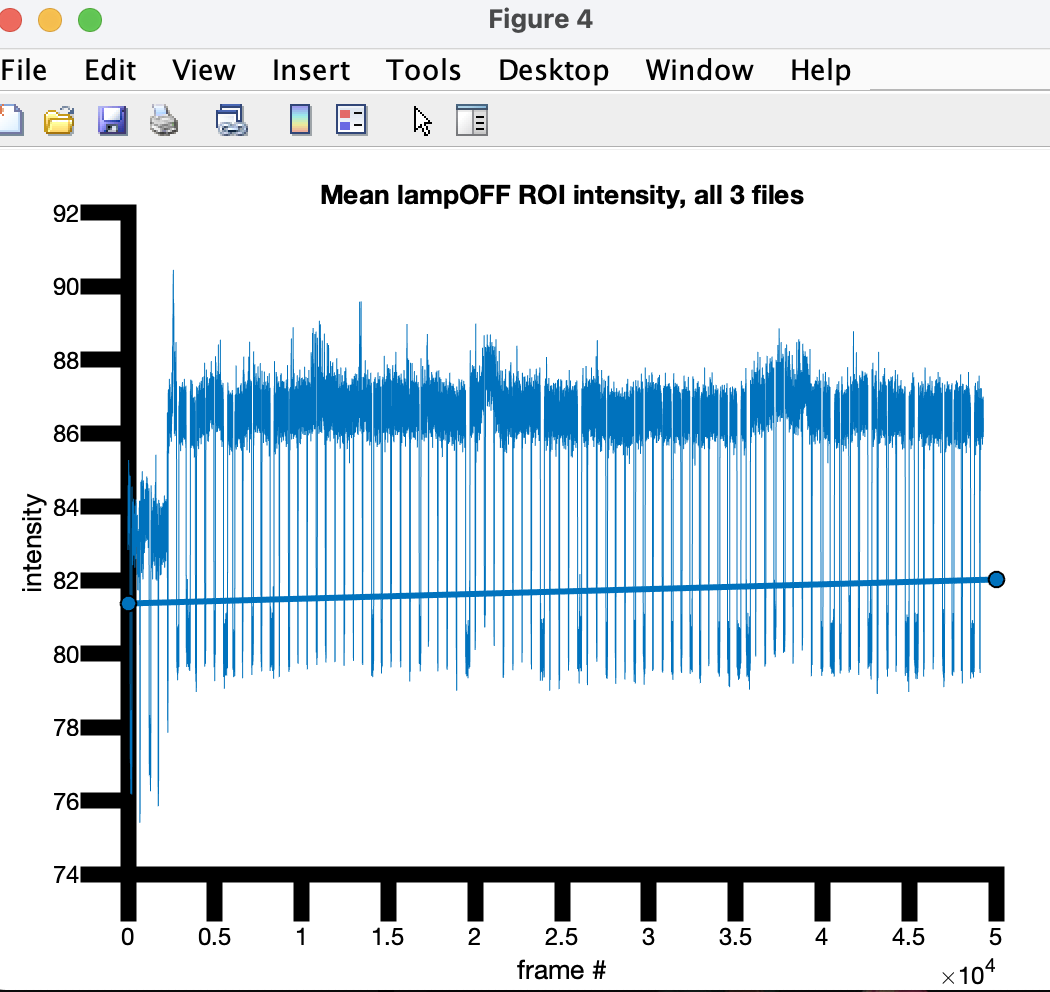 Figure 4
File Edit View Insert Tools Desktop Window Help
Mean lampOFF ROI intensity, all 3 files
92
90
88
86
84
82
80
78
76
74
intensity
0 0.5 1 1.5 2 2.5 3 3.5 4 4.5 5
frame #
×10⁴